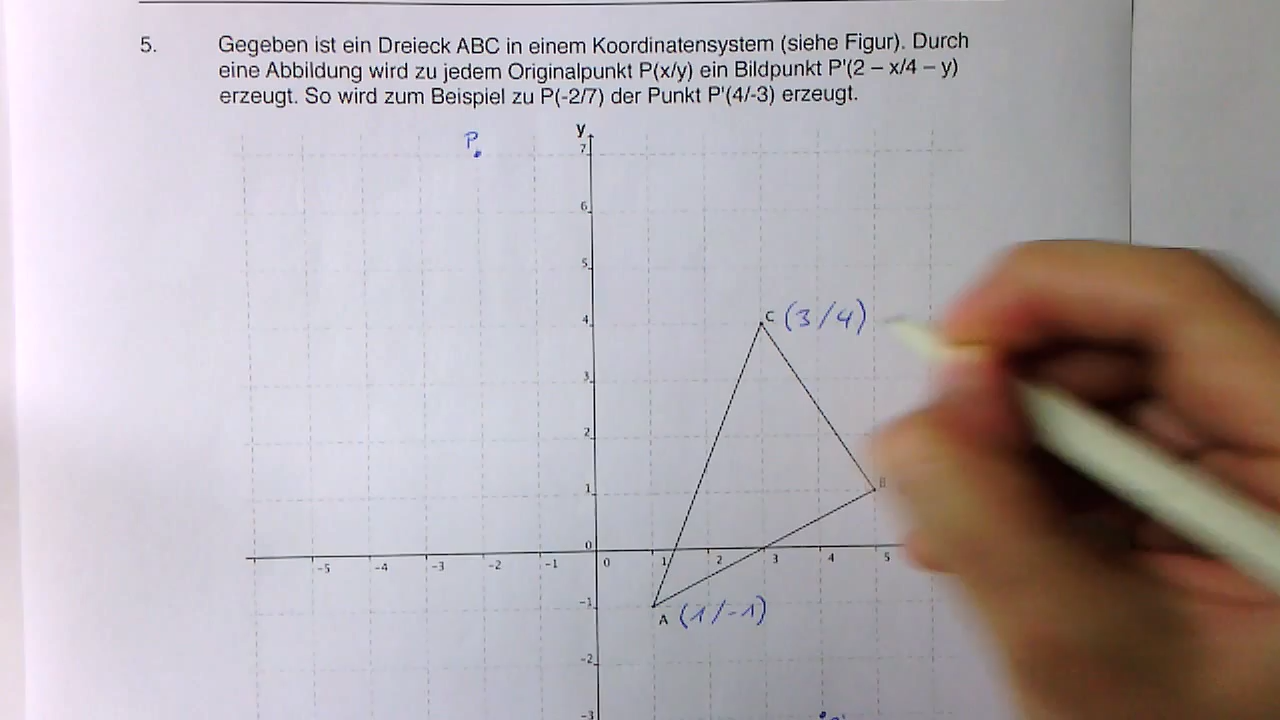 5. Gegeben ist ein Dreieck ABC in einem Koordinatensystem (siehe Figur). Durch
eine Abbildung wird zu jedem Originalpunkt P(x/y) ein Bildpunkt P'(2 – x/4 – y)
erzeugt. So wird zum Beispiel zu P(-2/7) der Punkt P'(4/-3) erzeugt.
y
P
7
6
5
C (3/4)
4
3
2
1
B
0
-5 -4 -3 -2 -1 0 1 2 3 4 5
-1
A (1/-1)
-2
-3